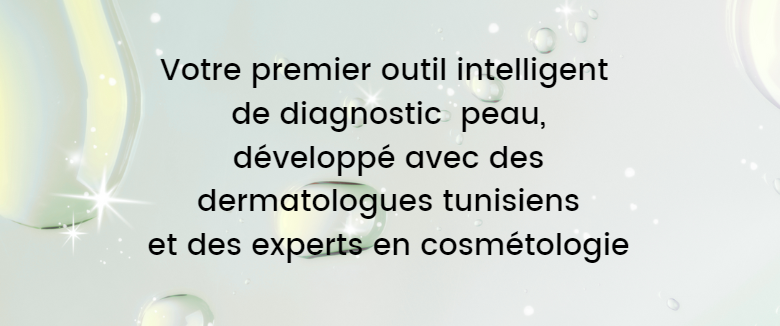 Votre premier outil intelligent
de diagnostic  peau,
développé avec des
dermatologues tunisiens
et des experts en cosmétologie